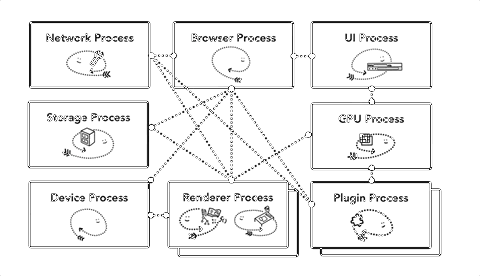 Network Process
Browser Process
UI Process
Storage Process
GPU Process
Device Process
Renderer Process
Plugin Process